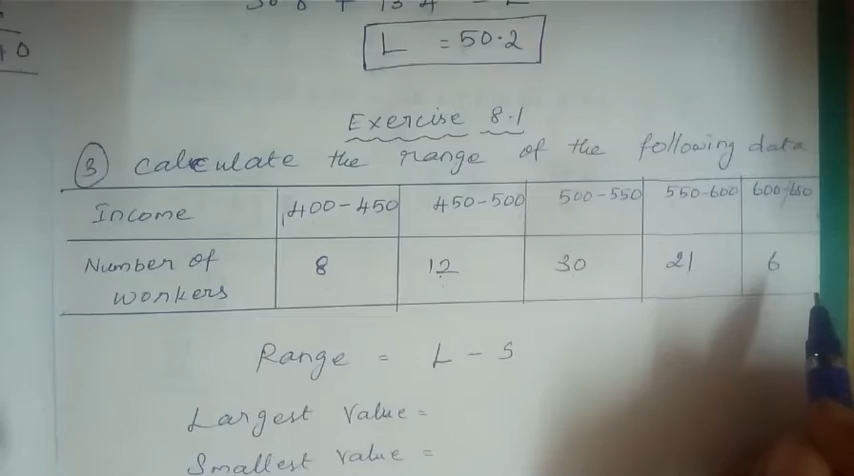 40
L = 50.2
Exercise 8.1
3 calculate the range of the following data
Income 400-450 450-500 500-550 550-600 600-650
Number of workers 8 12 30 21 6
Range = L - S
Largest value =
Smallest value =